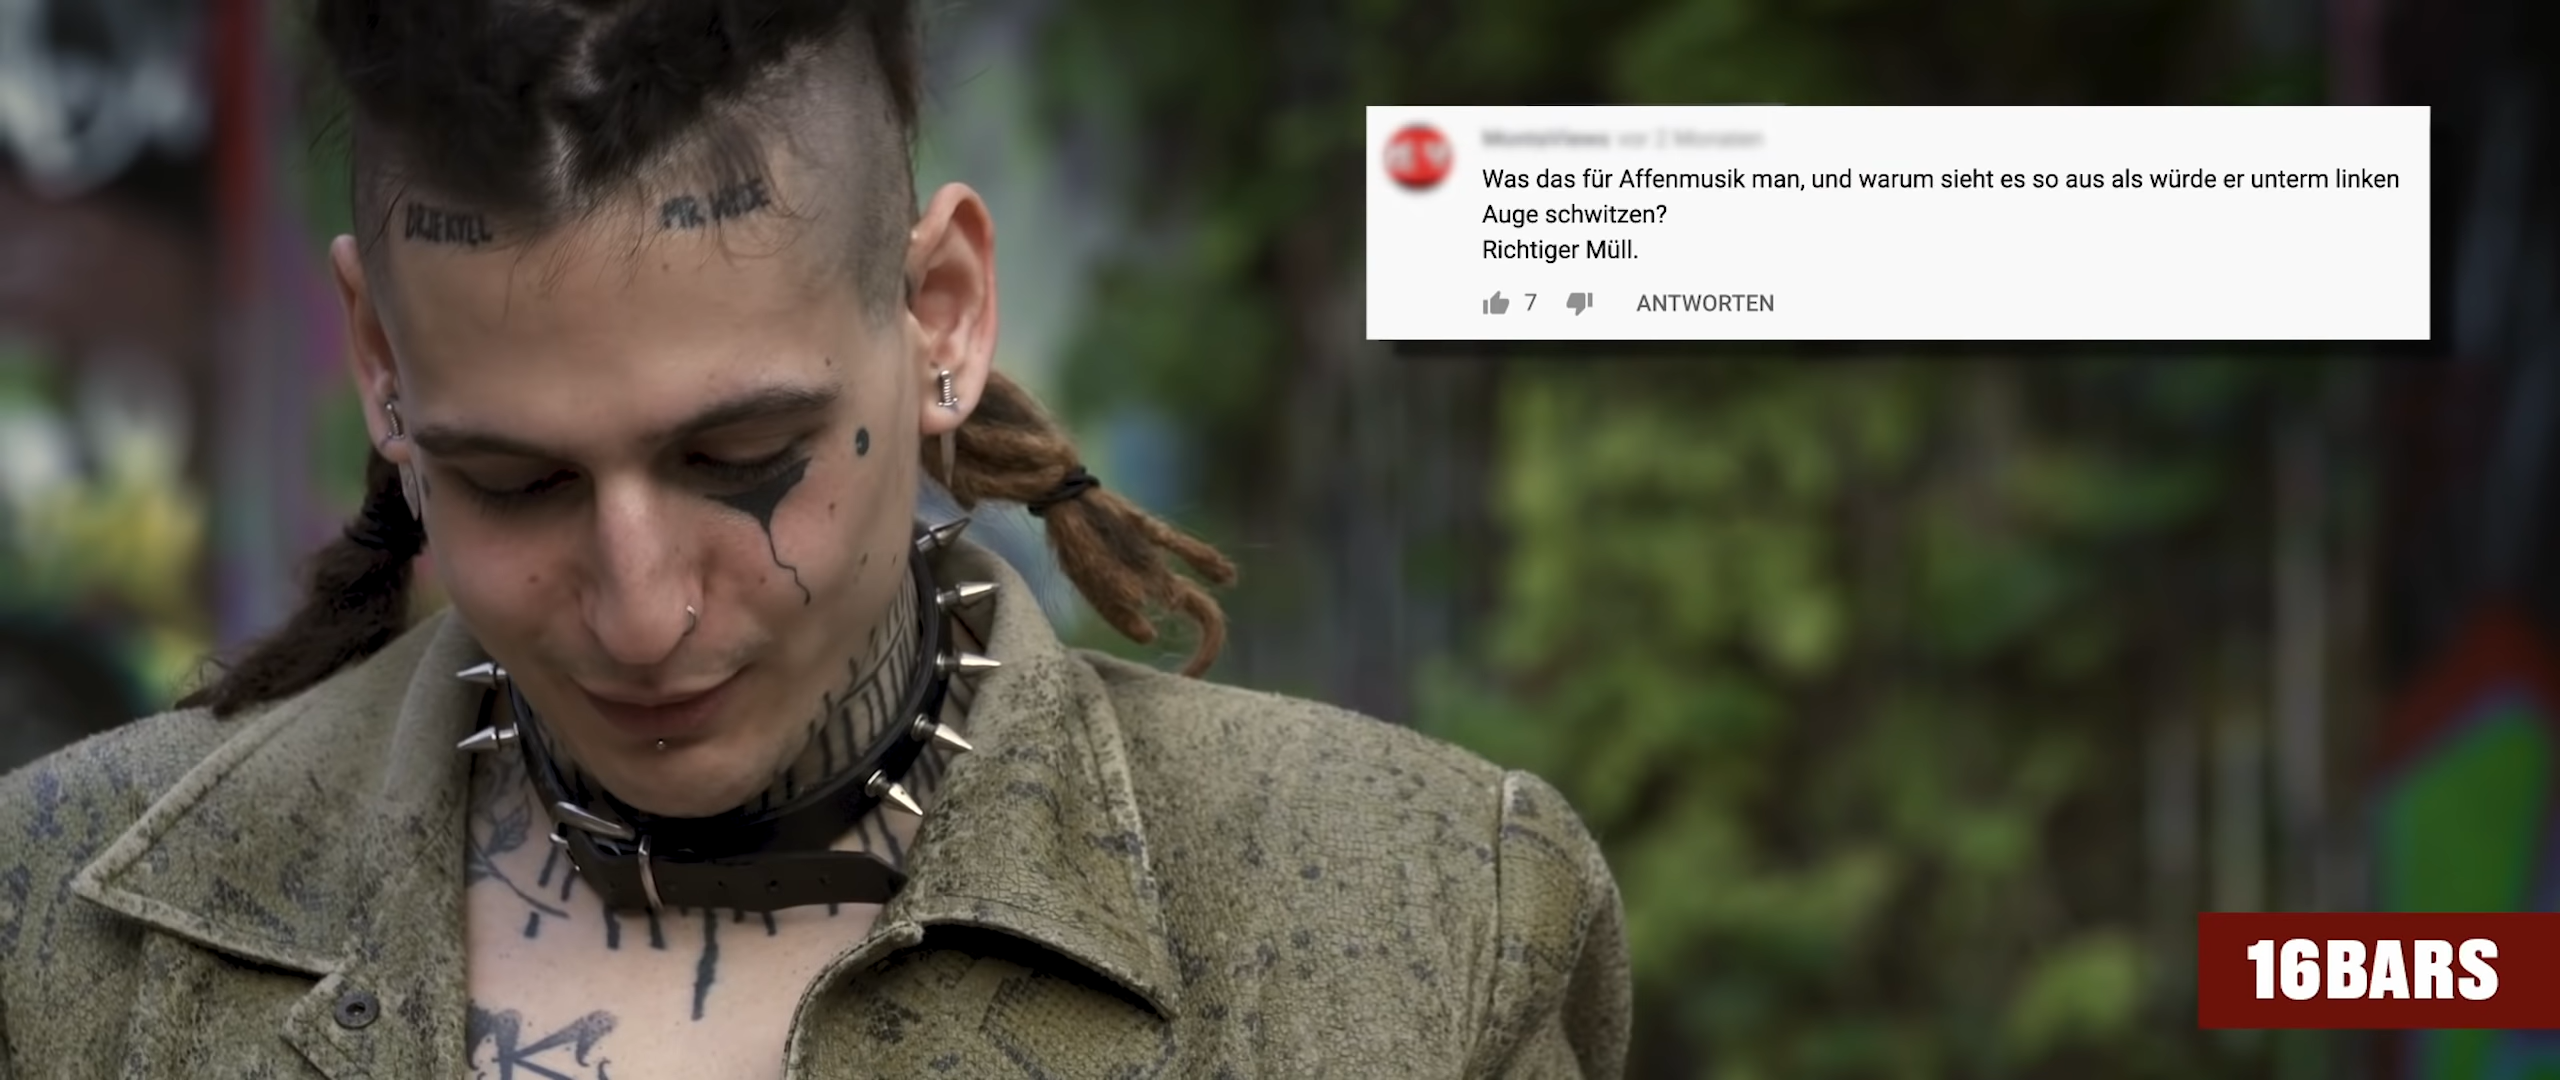 Was das für Affenmusik man, und warum sieht es so aus als würde er unterm linken
Auge schwitzen?
Richtiger Müll.
7 ANTWORTEN
16BARS